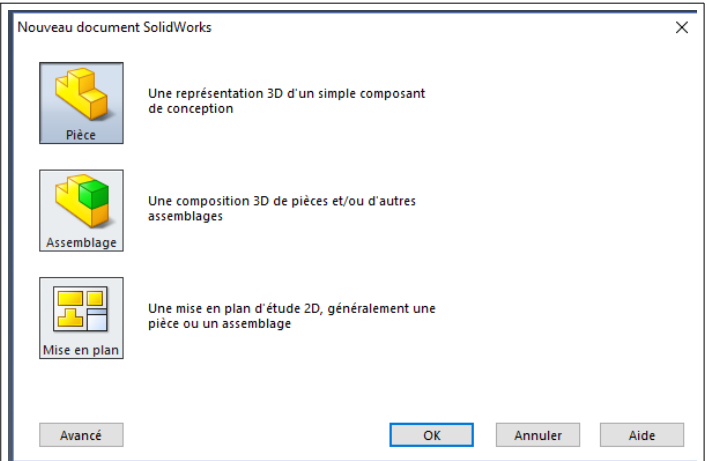 Nouveau document SolidWorks
Pièce
Une représentation 3D d'un simple composant
de conception
Assemblage
Une composition 3D de pièces et/ou d'autres
assemblages
Mise en plan
Une mise en plan d'étude 2D, généralement une
pièce ou un assemblage
Avancé
OK
Annuler
Aide